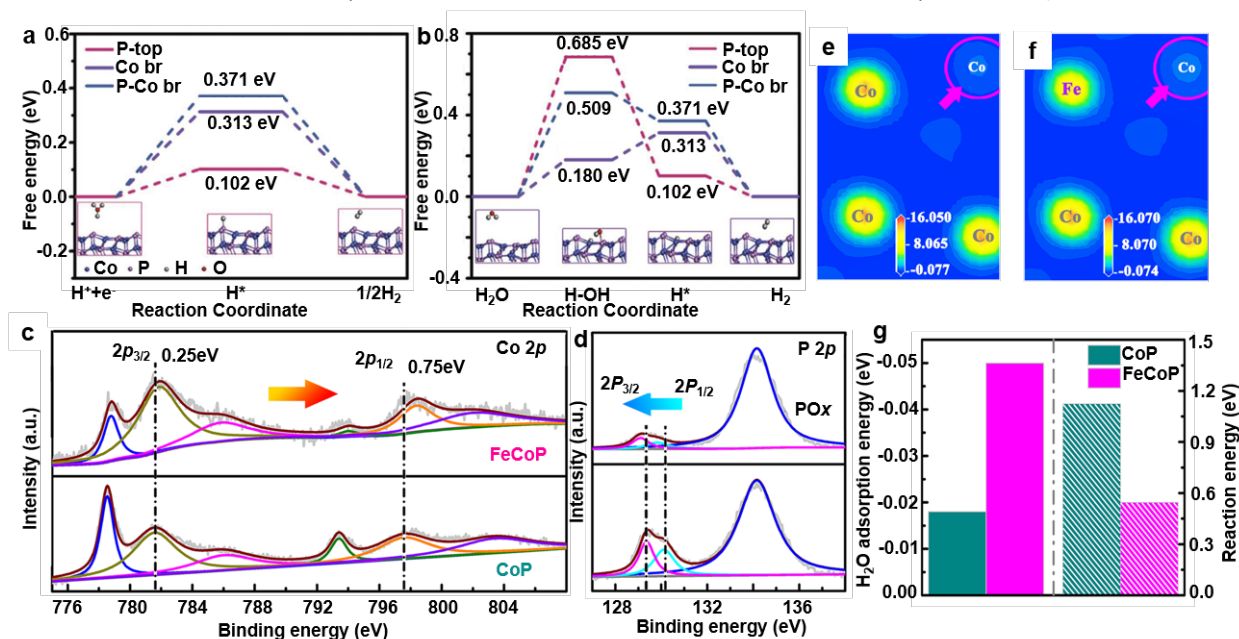 a
0.6
0.4
0.2
0.0
-0.2
Free energy (eV)
P-top
Co br
P-Co br
0.371 eV
0.313 eV
0.102 eV
Co P H O
H⁺+e⁻ H* 1/2H₂
Reaction Coordinate
b
0.8
0.4
0.0
-0.4
Free energy (eV)
0.685 eV
P-top
Co br
P-Co br
0.509
0.371 eV
0.313
0.180 eV
0.102 eV
H₂O H-OH H* H₂
Reaction Coordinate
e
Co
Co
Co
Co
16.050
8.065
-0.077
f
Co
Fe
Co
Co
16.070
8.070
-0.074
c
2p3/2 0.25eV
2p1/2 0.75eV
Co 2p
FeCoP
CoP
Intensity (a.u.)
776 780 784 788 792 796 800 804
Binding energy (eV)
d
P 2p
2P3/2 2P1/2
POx
Intensity (a.u.)
128 132 136
Binding energy (eV)
g
CoP
FeCoP
-0.05
-0.04
-0.03
-0.02
-0.01
0.00
H₂O adsorption energy (eV)
1.5
1.2
0.9
0.6
0.3
0.0
Reaction energy (eV)